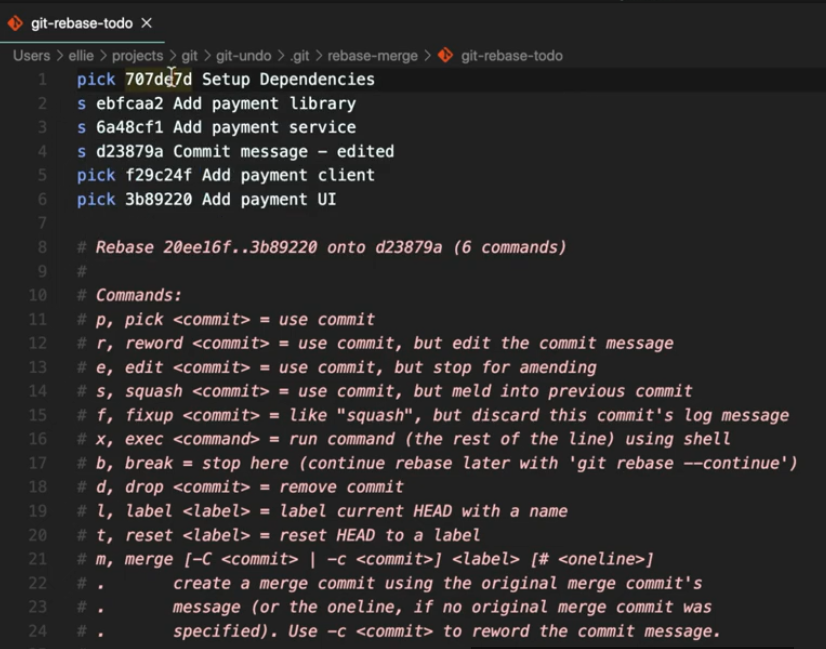 git-rebase-todo ×
Users > ellie > projects > git > git-undo > .git > rebase-merge > git-rebase-todo
1 pick 707de7d Setup Dependencies
2 s ebfcaa2 Add payment library
3 s 6a48cf1 Add payment service
4 s d23879a Commit message – edited
5 pick f29c24f Add payment client
6 pick 3b89220 Add payment UI
7
8 # Rebase 20ee16f..3b89220 onto d23879a (6 commands)
9 #
10 # Commands:
11 # p, pick <commit> = use commit
12 # r, reword <commit> = use commit, but edit the commit message
13 # e, edit <commit> = use commit, but stop for amending
14 # s, squash <commit> = use commit, but meld into previous commit
15 # f, fixup <commit> = like "squash", but discard this commit's log message
16 # x, exec <command> = run command (the rest of the line) using shell
17 # b, break = stop here (continue rebase later with 'git rebase --continue')
18 # d, drop <commit> = remove commit
19 # l, label <label> = label current HEAD with a name
20 # t, reset <label> = reset HEAD to a label
21 # m, merge [-C <commit> | -c <commit>] <label> [# <oneline>]
22 # . create a merge commit using the original merge commit's
23 # . message (or the oneline, if no original merge commit was
24 # . specified). Use -c <commit> to reword the commit message.